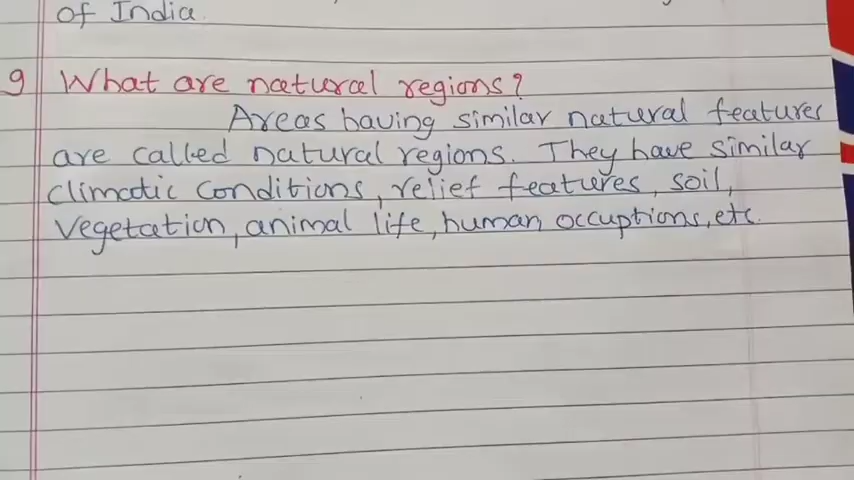 of India
9 What are natural regions?
Areas having similar natural features
are called natural regions. They have similar
climatic conditions, relief features, soil,
vegetation, animal life, human occuptions, etc.